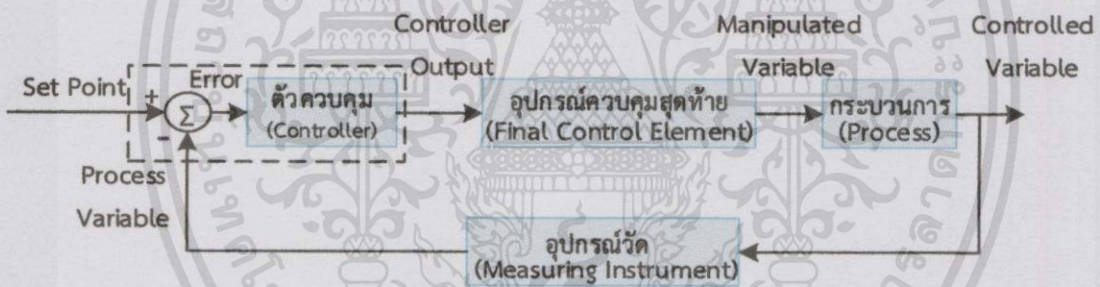 Controller
Manipulated
Controlled
Set Point
+
Error
ตัวควบคุม
(Controller)
Output
อุปกรณ์ควบคุมสุดท้าย
(Final Control Element)
Variable
กระบวนการ
(Process)
Variable
Σ
-
Process
Variable
อุปกรณ์วัด
(Measuring Instrument)